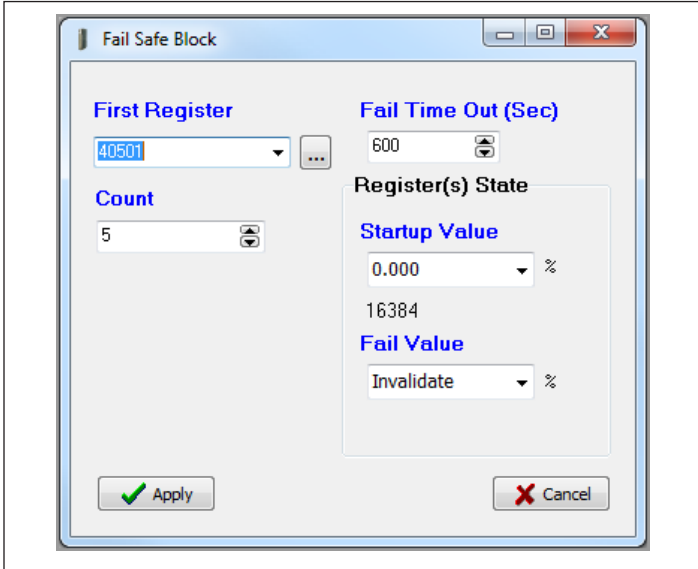 Fail Safe Block
First Register
40501
...
Count
5
Fail Time Out (Sec)
600
Register(s) State
Startup Value
0.000 %
16384
Fail Value
Invalidate %
Apply
Cancel